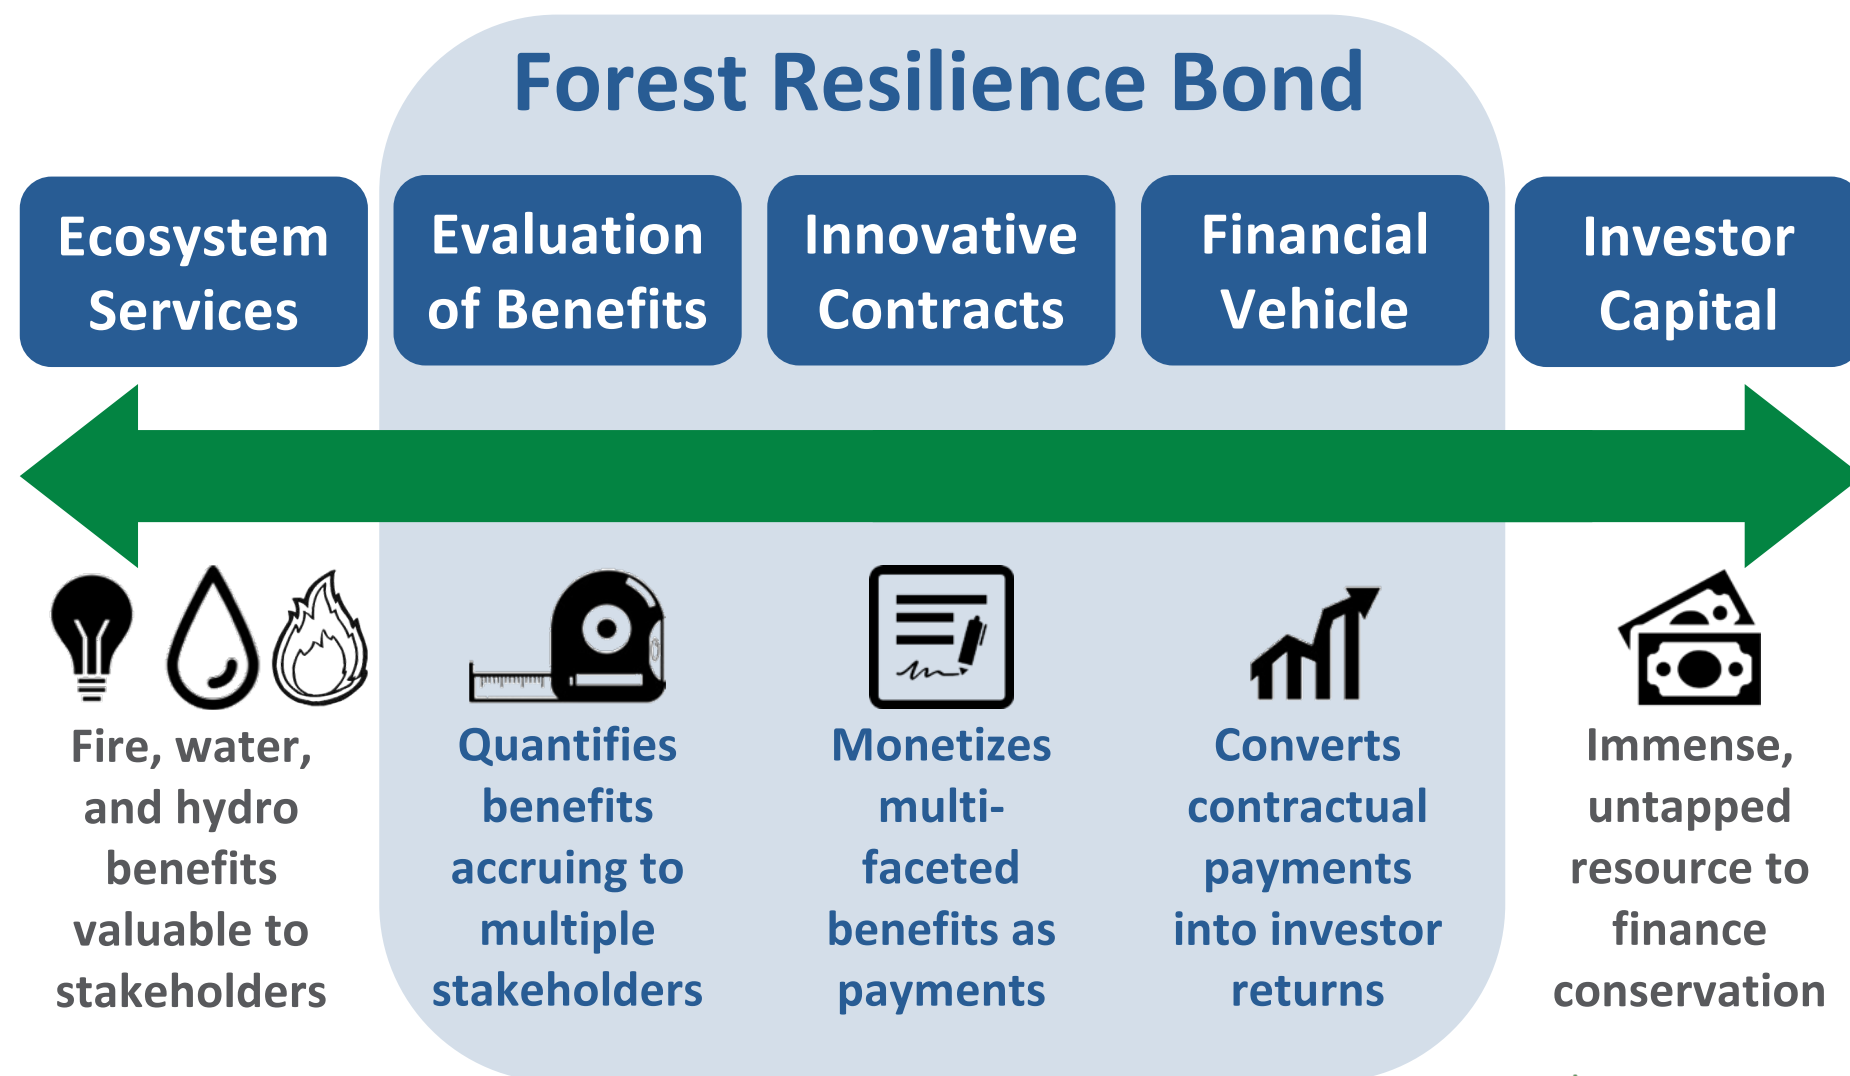 Forest Resilience Bond
Ecosystem
Services
Evaluation
of Benefits
Innovative
Contracts
Financial
Vehicle
Investor
Capital
Fire, water,
and hydro
benefits
valuable to
stakeholders
Quantifies
benefits
accruing to
multiple
stakeholders
Monetizes
multi-
faceted
benefits as
payments
Converts
contractual
payments
into investor
returns
Immense,
untapped
resource to
finance
conservation